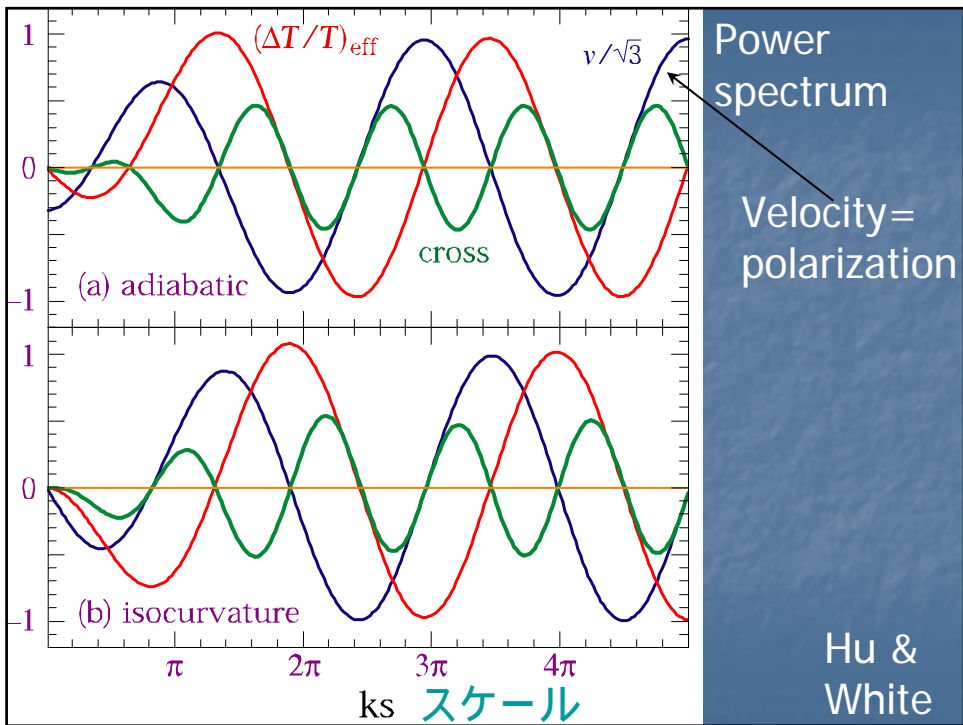 1
(ΔT/T)eff
v/√3
0
cross
–1
(a) adiabatic
1
0
–1
(b) isocurvature
π
2π
3π
4π
ks スケール
Power
spectrum
Velocity=
polarization
Hu &
White